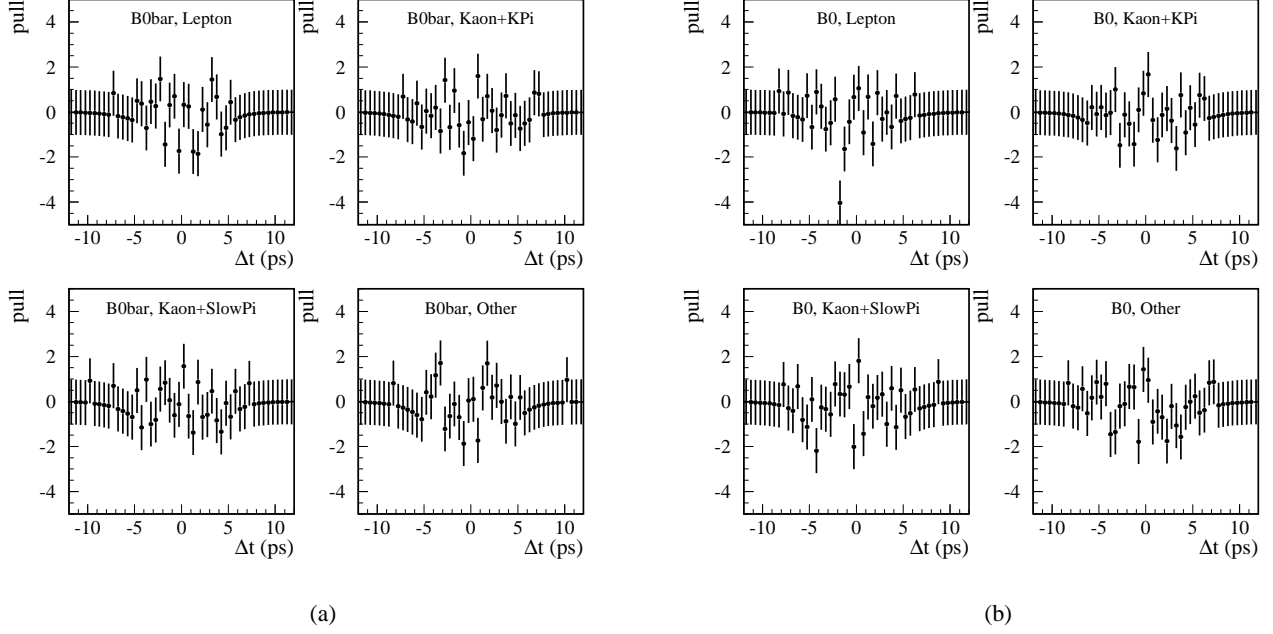 B0bar, Lepton
pull
4
2
0
-2
-4
-10 -5 0 5 10
Δt (ps)
B0bar, Kaon+KPi
pull
4
2
0
-2
-4
-10 -5 0 5 10
Δt (ps)
B0bar, Kaon+SlowPi
pull
4
2
0
-2
-4
-10 -5 0 5 10
Δt (ps)
B0bar, Other
pull
4
2
0
-2
-4
-10 -5 0 5 10
Δt (ps)
(a)
B0, Lepton
pull
4
2
0
-2
-4
-10 -5 0 5 10
Δt (ps)
B0, Kaon+KPi
pull
4
2
0
-2
-4
-10 -5 0 5 10
Δt (ps)
B0, Kaon+SlowPi
pull
4
2
0
-2
-4
-10 -5 0 5 10
Δt (ps)
B0, Other
pull
4
2
0
-2
-4
-10 -5 0 5 10
Δt (ps)
(b)